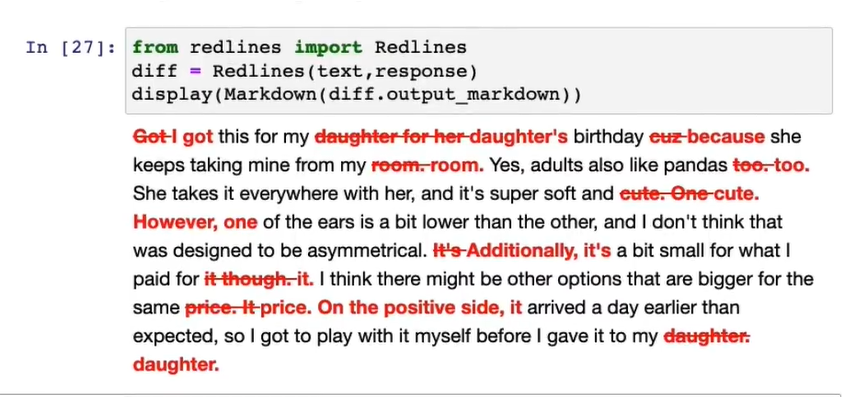 In [27]: from redlines import Redlines
diff = Redlines(text,response)
display(Markdown(diff.output_markdown))
Got I got this for my daughter for her daughter's birthday cuz because she
keeps taking mine from my room. room. Yes, adults also like pandas too. too.
She takes it everywhere with her, and it's super soft and cute. One cute.
However, one of the ears is a bit lower than the other, and I don't think that
was designed to be asymmetrical. It's Additionally, it's a bit small for what I
paid for it though. it. I think there might be other options that are bigger for the
same price. It price. On the positive side, it arrived a day earlier than
expected, so I got to play with it myself before I gave it to my daughter.
daughter.